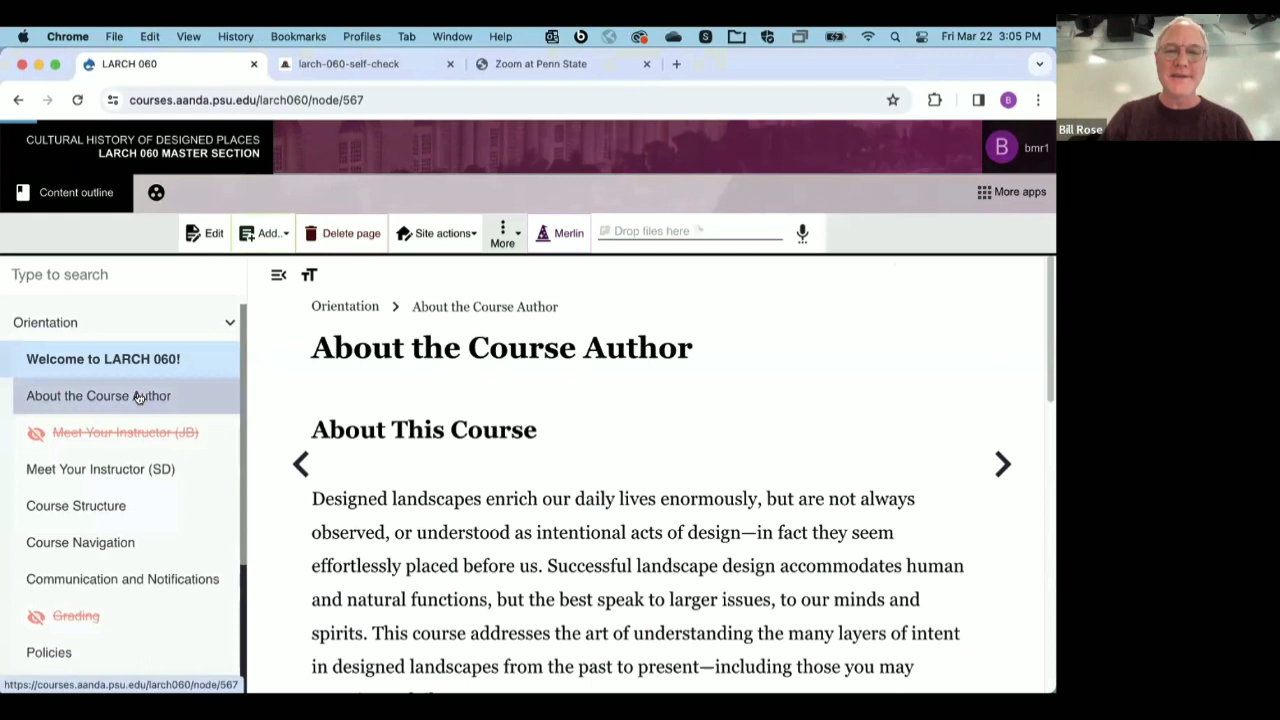 Chrome File Edit View History Bookmarks Profiles Tab Window Help Fri Mar 22 3:05 PM
LARCH 060 larch-060-self-check Zoom at Penn State
courses.aanda.psu.edu/larch060/node/567 B
CULTURAL HISTORY OF DESIGNED PLACES
LARCH 060 MASTER SECTION
B bmr1
Bill Rose
Content outline More apps
Edit Add.. Delete page Site actions More Merlin Drop files here
Type to search
Orientation
Welcome to LARCH 060!
About the Course Author
Meet Your Instructor (JB)
Meet Your Instructor (SD)
Course Structure
Course Navigation
Communication and Notifications
Grading
Policies
https://courses.aanda.psu.edu/larch060/node/567
TT
Orientation > About the Course Author
About the Course Author
About This Course
Designed landscapes enrich our daily lives enormously, but are not always
observed, or understood as intentional acts of design—in fact they seem
effortlessly placed before us. Successful landscape design accommodates human
and natural functions, but the best speak to larger issues, to our minds and
spirits. This course addresses the art of understanding the many layers of intent
in designed landscapes from the past to present—including those you may